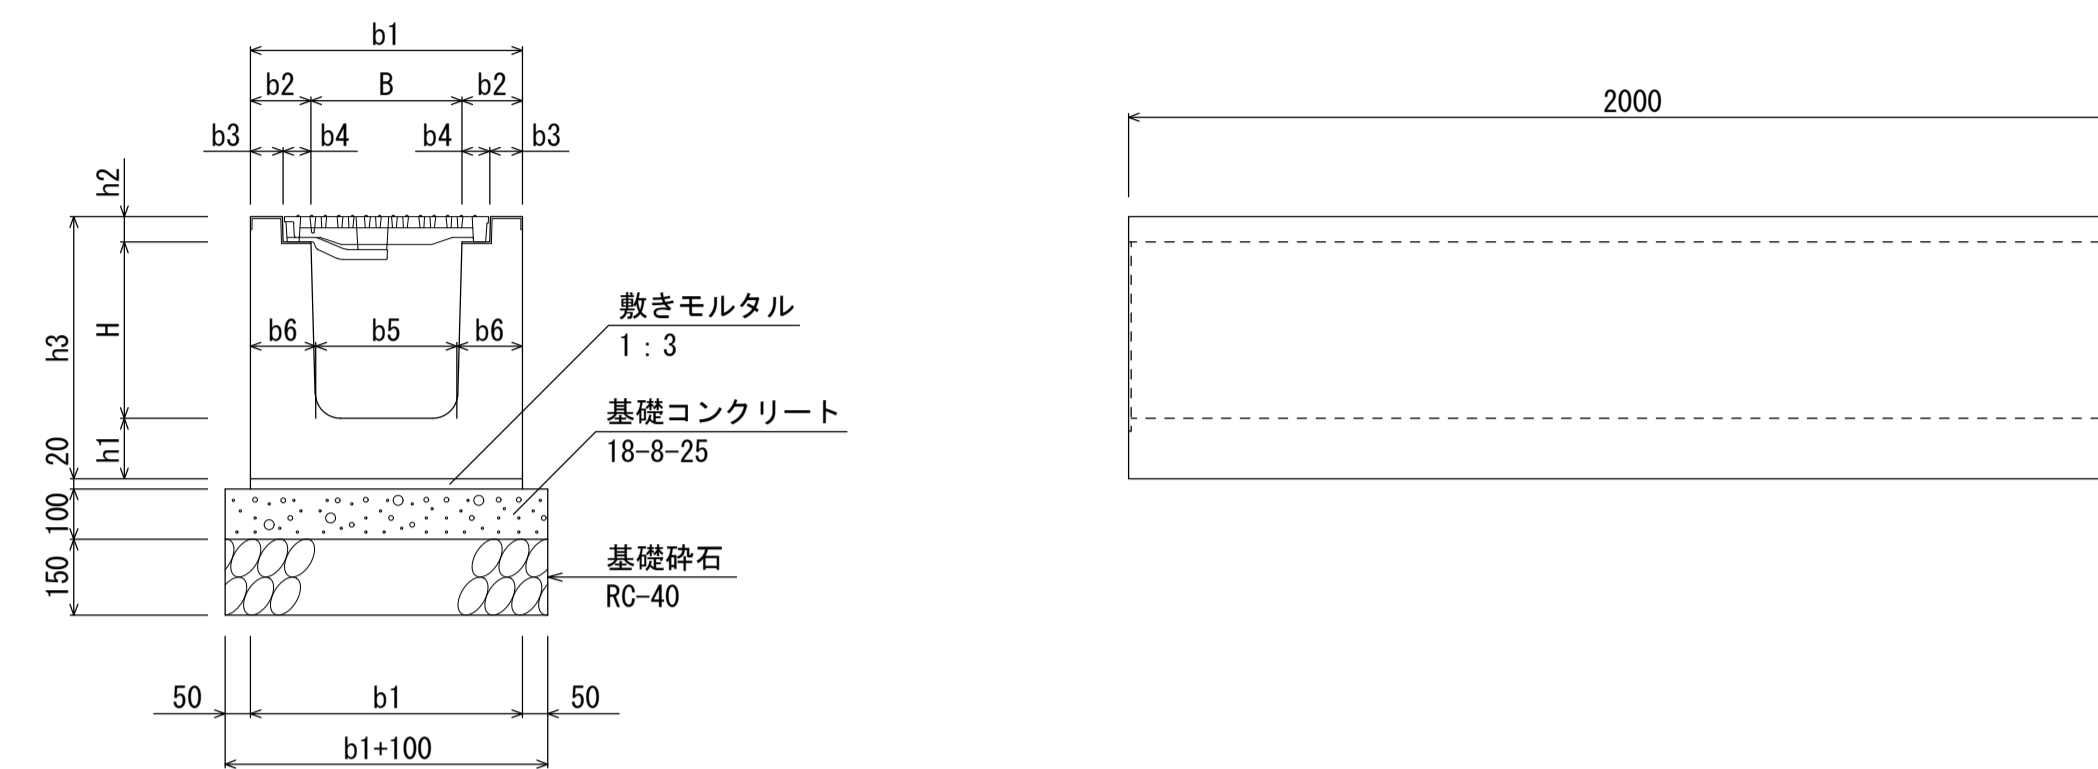 b1
b2
B
b2
b3
b4
b4
b3
h2
h3
H
b6
b5
b6
h1
20
100
150
敷きモルタル
1：3
基礎コンクリート
18-8-25
基礎砕石
RC-40
50
b1
50
b1+100
2000